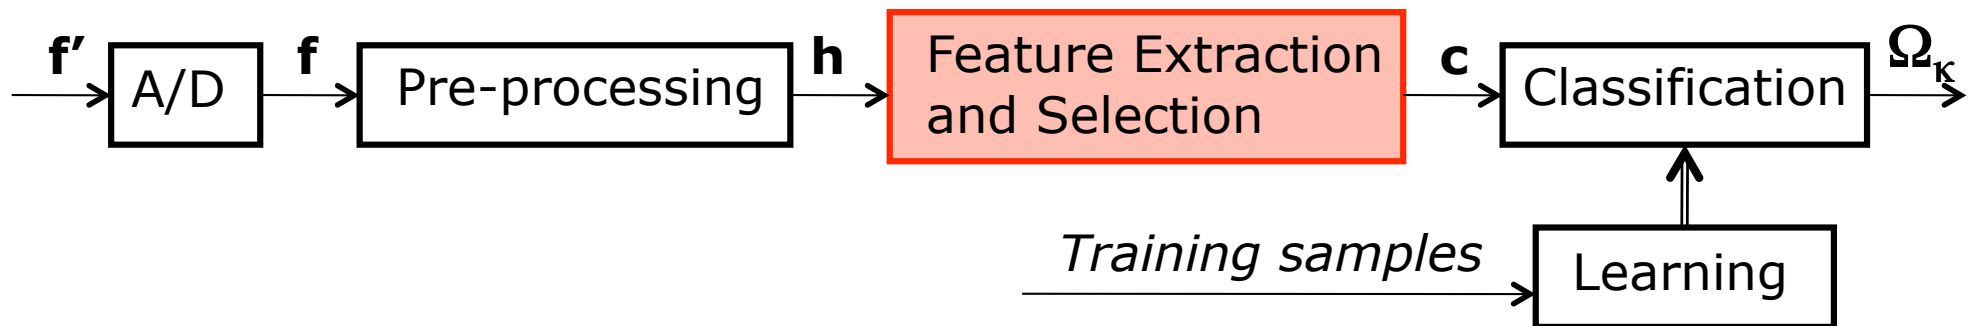 f′
A/D
f
Pre-processing
h
Feature Extraction
and Selection
c
Classification
Ωκ
Training samples
Learning